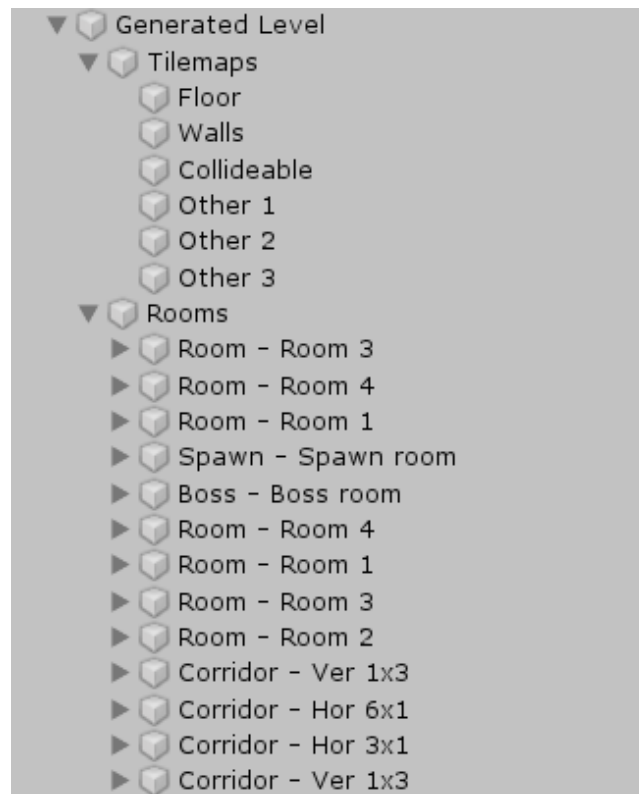 Generated Level
Tilemaps
Floor
Walls
Collideable
Other 1
Other 2
Other 3
Rooms
Room - Room 3
Room - Room 4
Room - Room 1
Spawn - Spawn room
Boss - Boss room
Room - Room 4
Room - Room 1
Room - Room 3
Room - Room 2
Corridor - Ver 1x3
Corridor - Hor 6x1
Corridor - Hor 3x1
Corridor - Ver 1x3